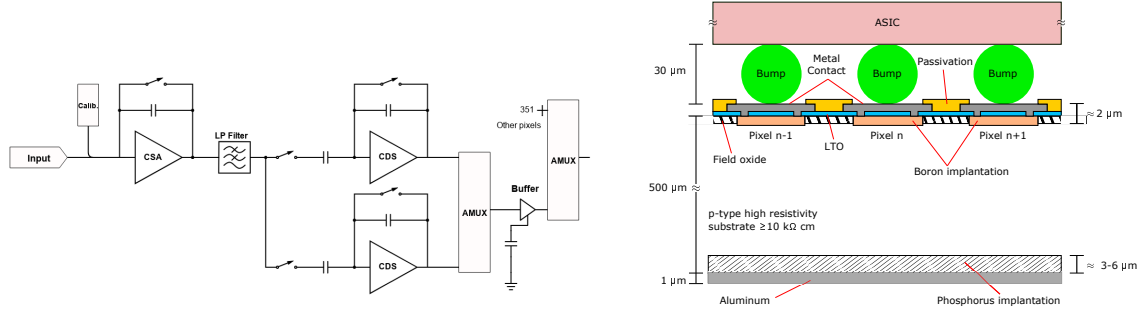 Calib.
Input
CSA
LP Filter
CDS
CDS
AMUX
Buffer
351
Other pixels
AMUX
ASIC
30 µm
Bump
Bump
Bump
Metal
Contact
Passivation
≈ 2 µm
Pixel n-1
Pixel n
Pixel n+1
LTO
Field oxide
Boron implantation
500 µm
p-type high resistivity
substrate ≥10 kΩ cm
≈ 3-6 µm
1 µm
Aluminum
Phosphorus implantation